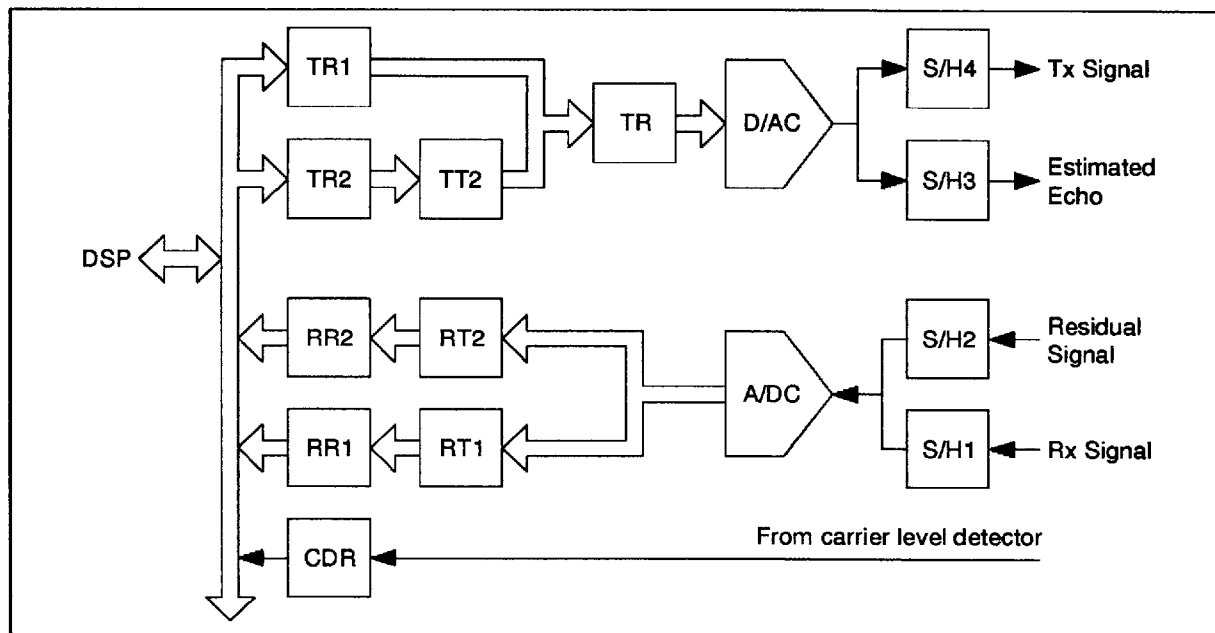 TR1
TR2
TT2
TR
D/AC
S/H4
Tx Signal
S/H3
Estimated
Echo
DSP
RR2
RT2
RR1
RT1
A/DC
S/H2
Residual
Signal
S/H1
Rx Signal
CDR
From carrier level detector